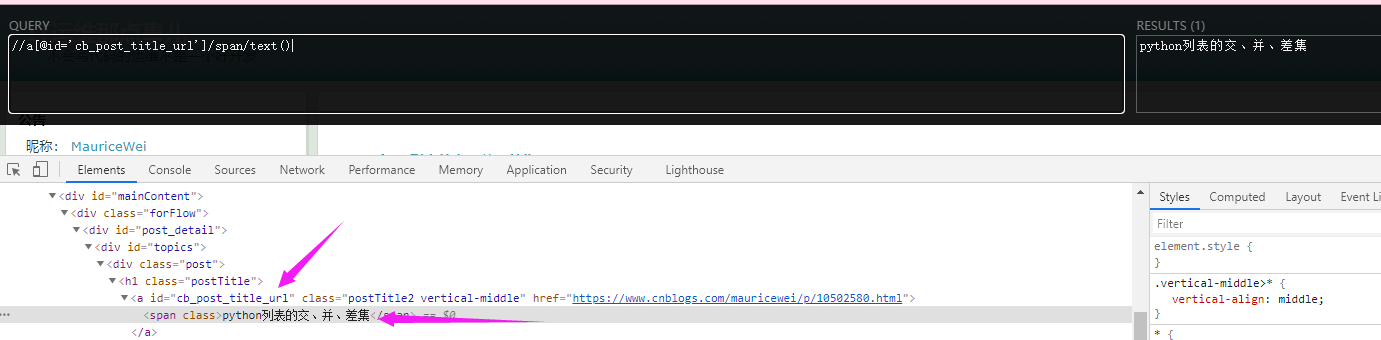 QUERY
RESULTS (1)
//a[@id='cb_post_title_url']/span/text()
python列表的交、并、差集
公告
昵称： MauriceWei
Elements Console Sources Network Performance Memory Application Security Lighthouse
Styles Computed Layout Event Li
▼<div id="mainContent">
▼<div class="forFlow">
▼<div id="post_detail">
▼<div id="topics">
▼<div class="post">
▼<h1 class="postTitle">
▼<a id="cb_post_title_url" class="postTitle2 vertical-middle" href="https://www.cnblogs.com/mauricewei/p/10502580.html">
<span class>python列表的交、并、差集</span> == $0
</a>
Filter
element.style {
}
.vertical-middle>* {
vertical-align: middle;
}
* {